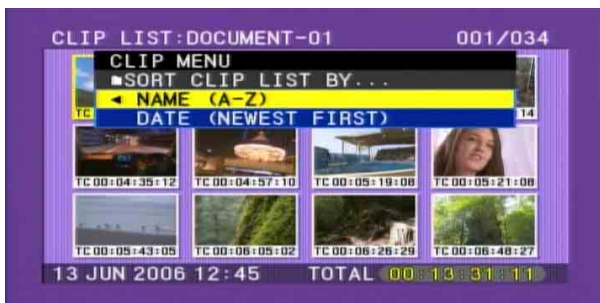 CLIP LIST:DOCUMENT-01 001/034
CLIP MENU
SORT CLIP LIST BY...
◄ NAME (A-Z)
DATE (NEWEST FIRST)
TC 14
TC 00:04:35:12 TC 00:04:57:10 TC 00:05:19:08 TC 00:05:21:08
TC 00:05:43:05 TC 00:06:05:02 TC 00:06:26:29 TC 00:06:48:27
13 JUN 2006 12:45 TOTAL 00:13:31:11